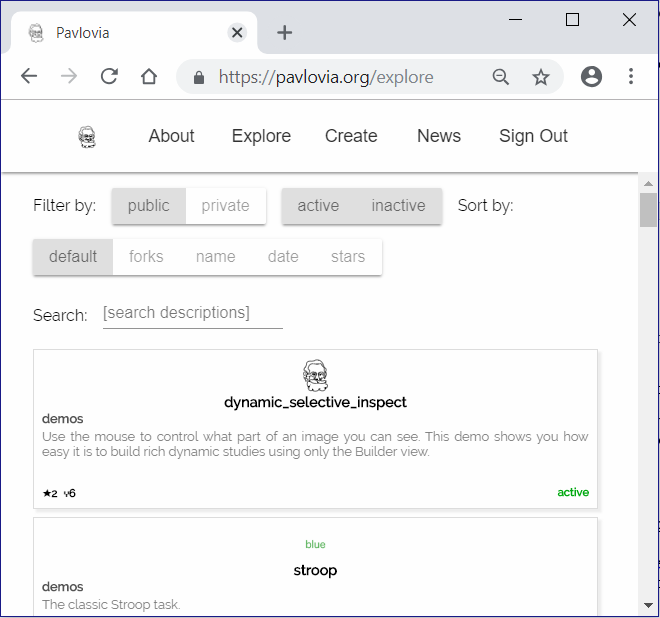 Pavlovia
https://pavlovia.org/explore
About Explore Create News Sign Out
Filter by: public private active inactive Sort by:
default forks name date stars
Search: [search descriptions]
dynamic_selective_inspect
demos
Use the mouse to control what part of an image you can see. This demo shows you how
easy it is to build rich dynamic studies using only the Builder view.
★2 ⑂6 active
blue
stroop
demos
The classic Stroop task.